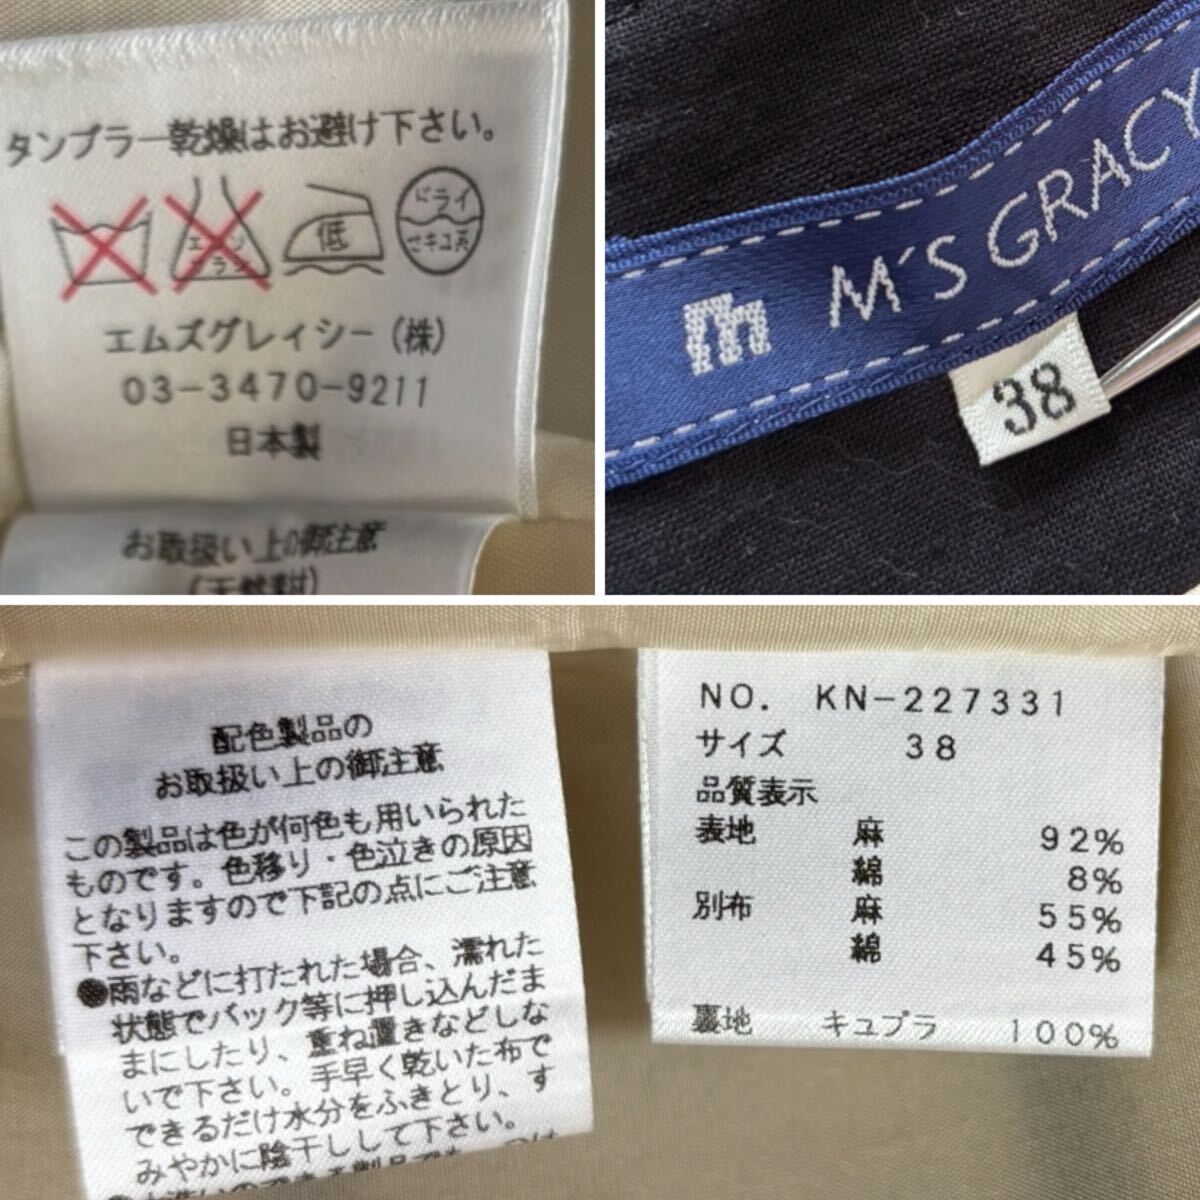 タンブラー乾燥はお避け下さい。
エンソ
サラシ
低
ドライ
セキユ系
エムズグレイシー(株)
03-3470-9211
日本製
お取扱い上の御注意
(天然素材)
M'S GRACY
38
配色製品の
お取扱い上の御注意
この製品は色が何色も用いられた
ものです。色移り・色泣きの原因
となりますので下記の点にご注意
下さい。
●雨などに打たれた場合、濡れた
状態でバック等に押し込んだま
まにしたり、重ね置きなどしな
いで下さい。手早く乾いた布で
できるだけ水分をふきとり、す
みやかに陰干しして下さい。
NO. KN-227331
サイズ 38
品質表示
表地 麻 92%
綿 8%
別布 麻 55%
綿 45%
裏地 キュプラ 100%